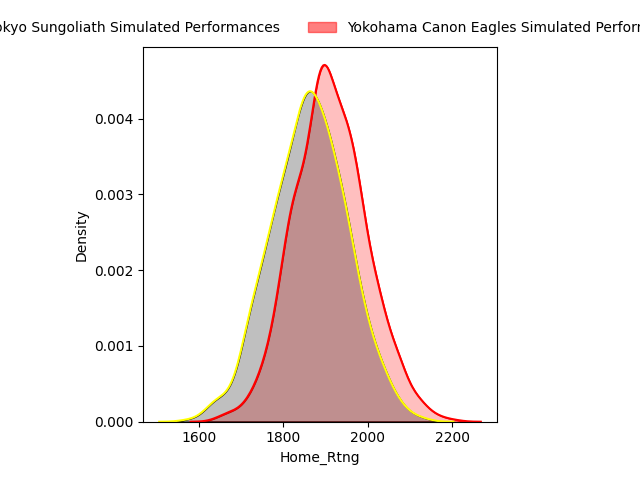 okyo Sungoliath Simulated Performances Yokohama Canon Eagles Simulated Perfor
0.004
0.003
Density
0.002
0.001
0.000
1600 1800 2000 2200
Home_Rtng